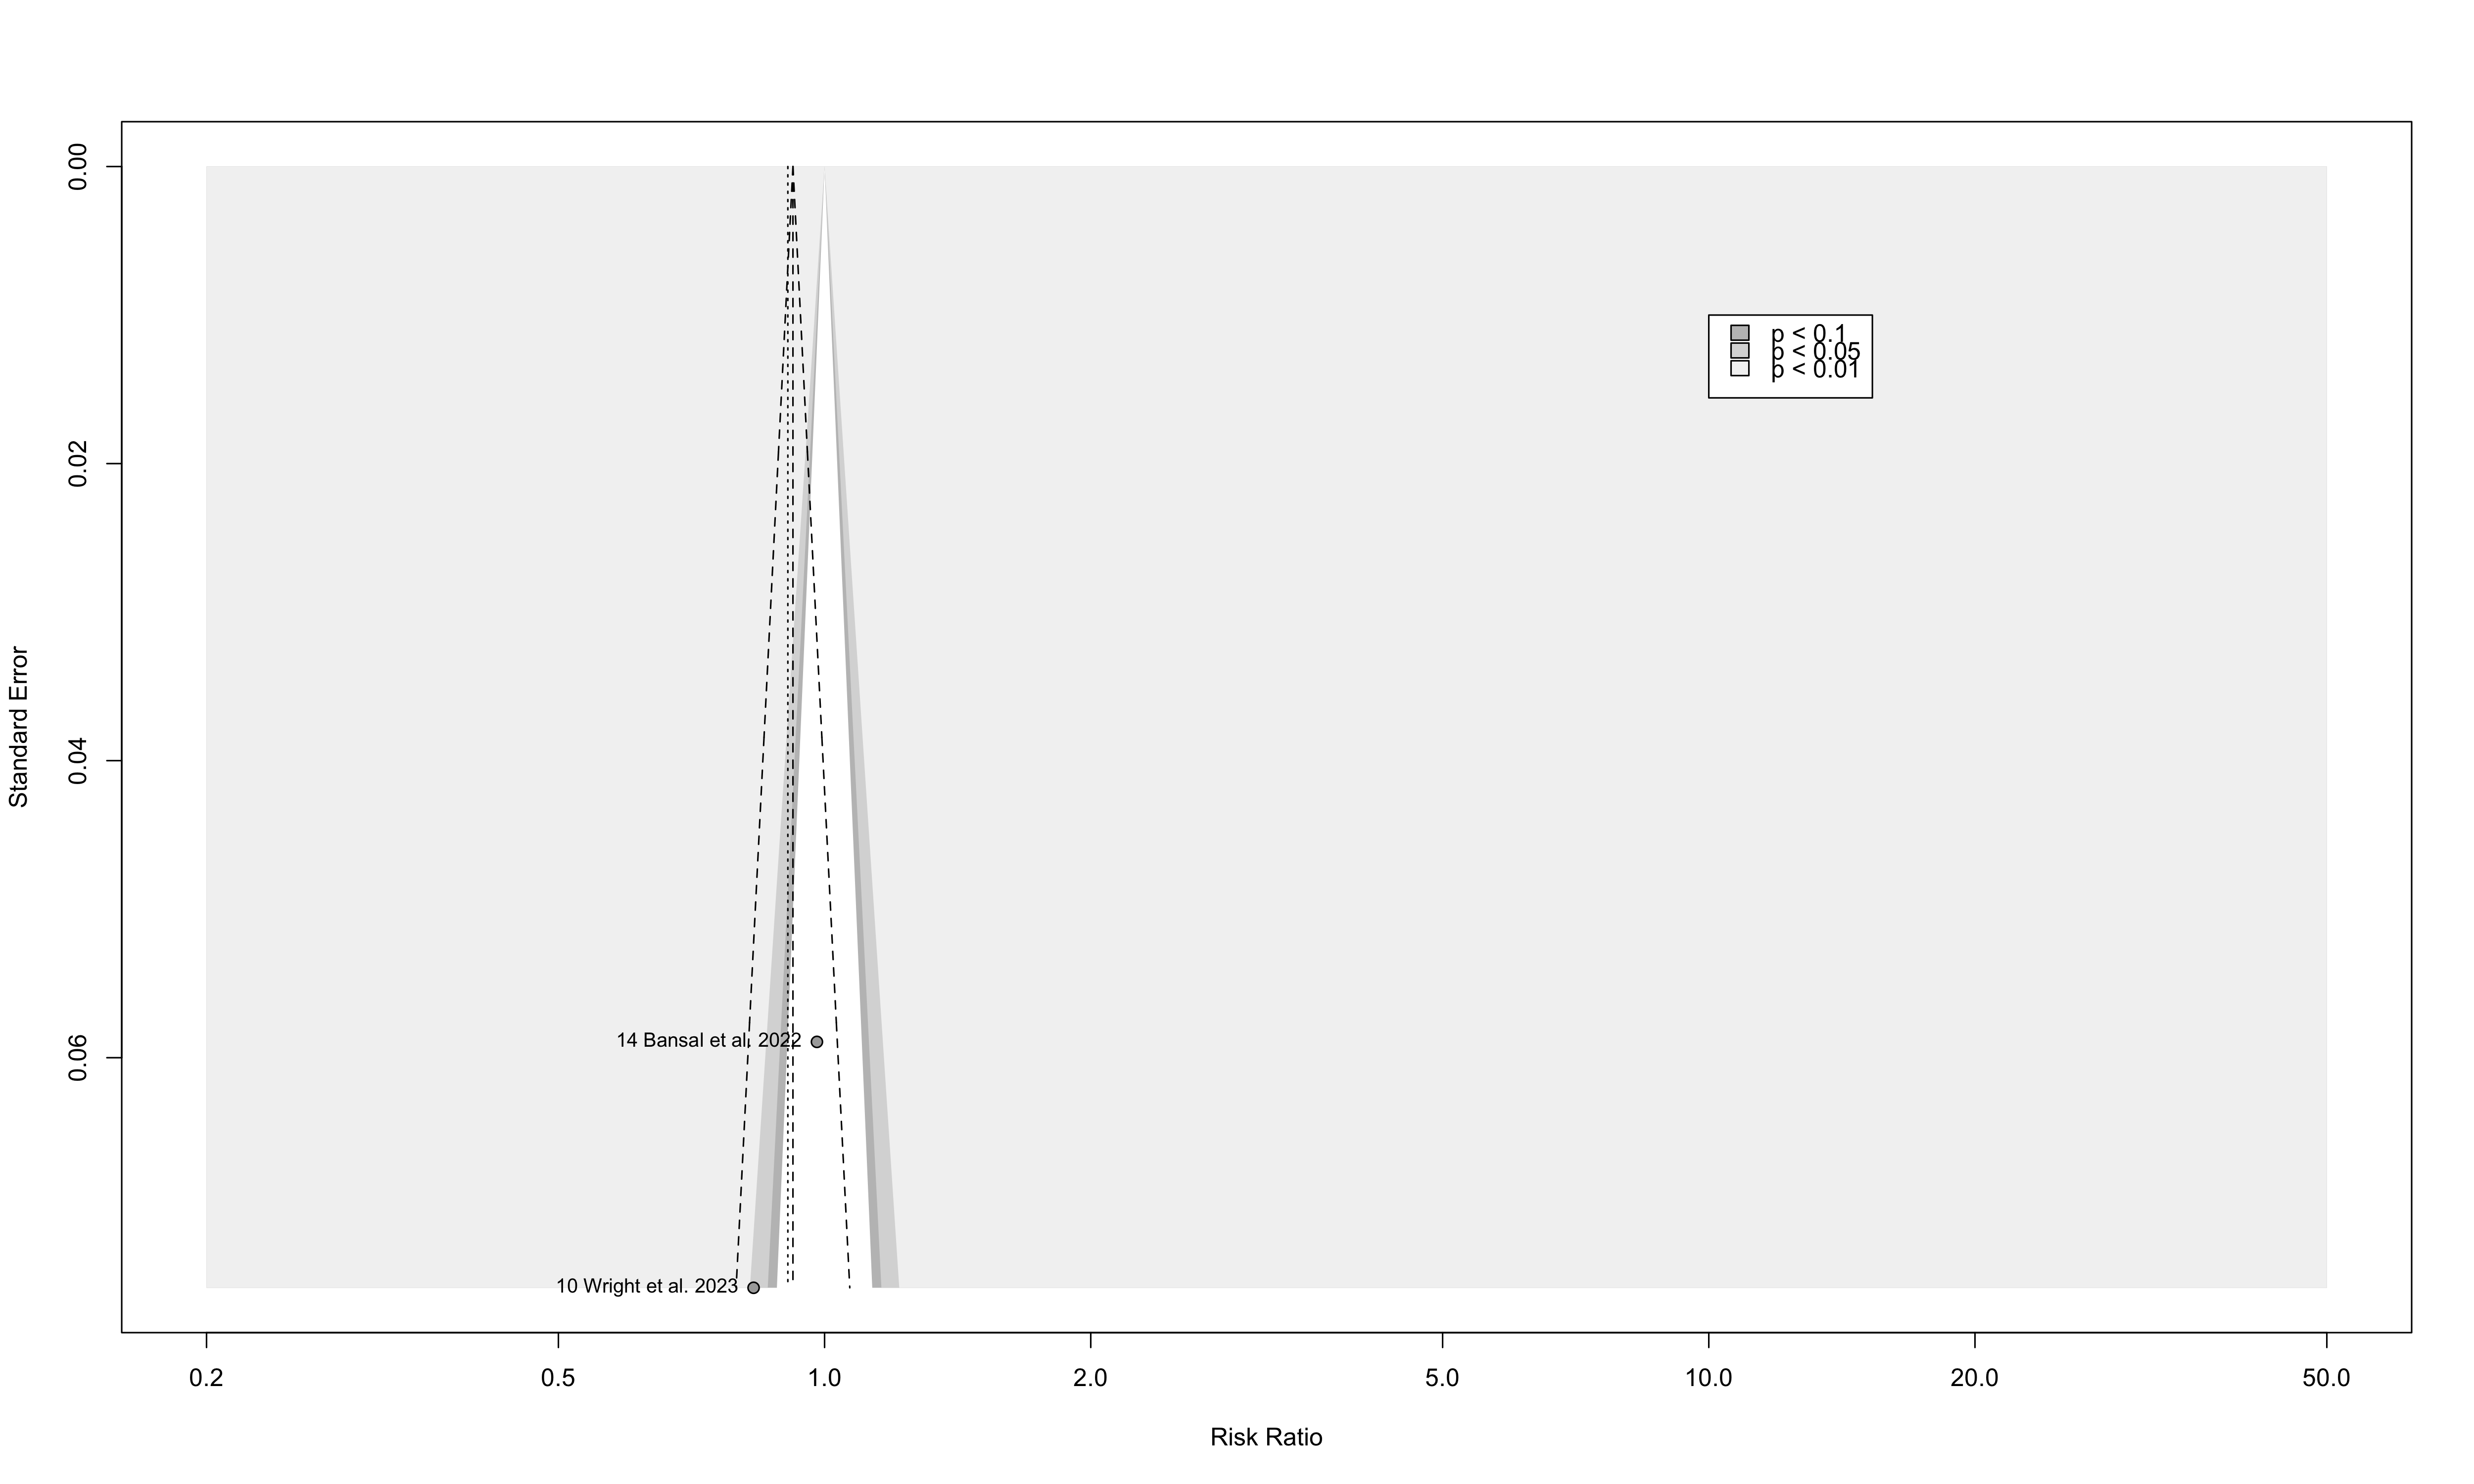 0.00
0.02
0.04
0.06
Standard Error
p < 0.1
p < 0.05
p < 0.01
14 Bansal et al. 2022
10 Wright et al. 2023
0.2 0.5 1.0 2.0 5.0 10.0 20.0 50.0
Risk Ratio